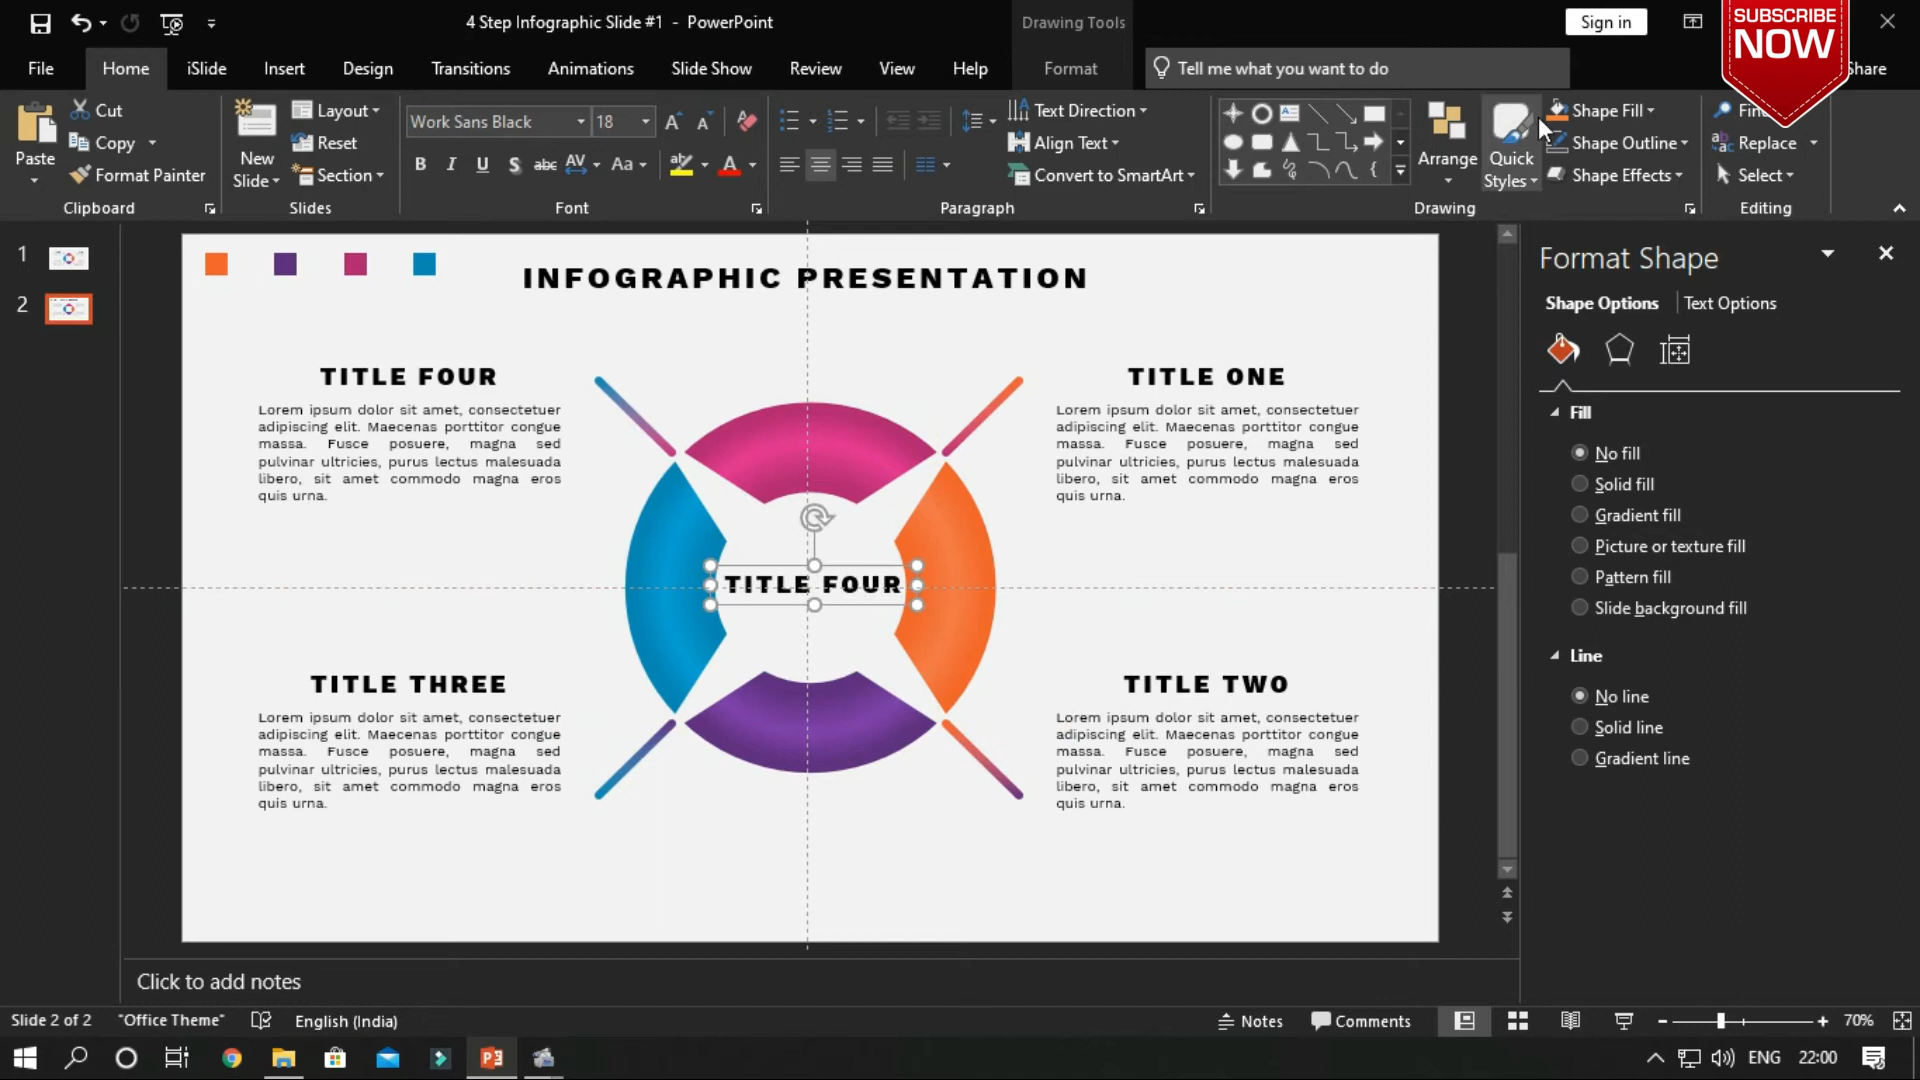 4 Step Infographic Slide #1 - PowerPoint
Drawing Tools
Sign in
SUBSCRIBE
NOW
File
Home
iSlide
Insert
Design
Transitions
Animations
Slide Show
Review
View
Help
Format
Tell me what you want to do
Share
Paste
Cut
Copy
Format Painter
Clipboard
New
Slide
Layout
Reset
Section
Slides
Work Sans Black
18
B I U S abc AV Aa A
Font
Text Direction
Align Text
Convert to SmartArt
Paragraph
Arrange
Quick
Styles
Shape Fill
Shape Outline
Shape Effects
Drawing
Replace
Select
Editing
1
2
INFOGRAPHIC PRESENTATION
TITLE FOUR
Lorem ipsum dolor sit amet, consectetuer
adipiscing elit. Maecenas porttitor congue
massa. Fusce posuere, magna sed
pulvinar ultricies, purus lectus malesuada
libero, sit amet commodo magna eros
quis urna.
TITLE ONE
Lorem ipsum dolor sit amet, consectetuer
adipiscing elit. Maecenas porttitor congue
massa. Fusce posuere, magna sed
pulvinar ultricies, purus lectus malesuada
libero, sit amet commodo magna eros
quis urna.
TITLE FOUR
TITLE THREE
Lorem ipsum dolor sit amet, consectetuer
adipiscing elit. Maecenas porttitor congue
massa. Fusce posuere, magna sed
pulvinar ultricies, purus lectus malesuada
libero, sit amet commodo magna eros
quis urna.
TITLE TWO
Lorem ipsum dolor sit amet, consectetuer
adipiscing elit. Maecenas porttitor congue
massa. Fusce posuere, magna sed
pulvinar ultricies, purus lectus malesuada
libero, sit amet commodo magna eros
quis urna.
Format Shape
Shape Options
Text Options
Fill
No fill
Solid fill
Gradient fill
Picture or texture fill
Pattern fill
Slide background fill
Line
No line
Solid line
Gradient line
Click to add notes
Slide 2 of 2
"Office Theme"
English (India)
Notes
Comments
70%
ENG
22:00